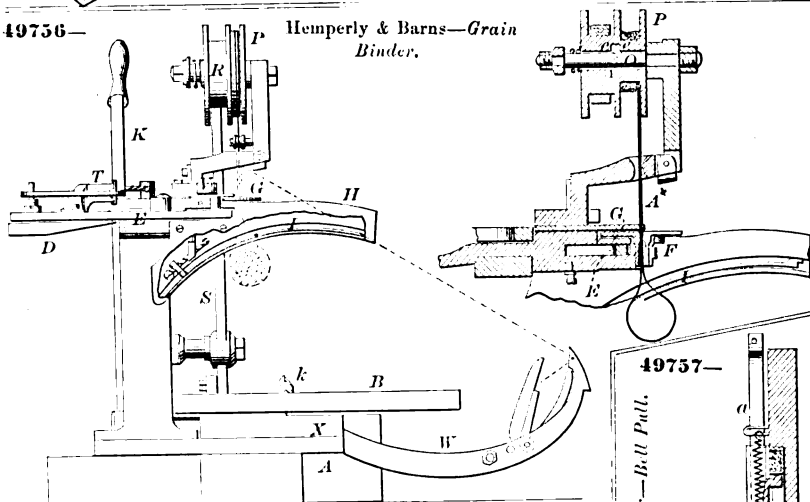 49756—
Hemperly & Barns—Grain
Binder.
P
R
K
T
G
H
E
D
I
S
k
B
X
W
A
P
O
A*
G
F
E
49757—
a
—Bell Pull.